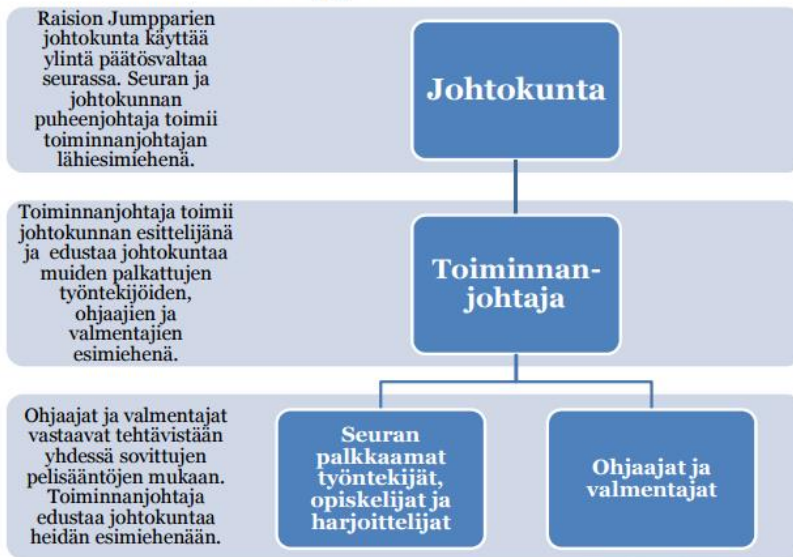 Raision Jumpparien
johtokunta käyttää
ylintä päätösvaltaa
seurassa. Seuran ja
johtokunnan
puheenjohtaja toimii
toiminnanjohtajan
lähiesimiehenä.
Johtokunta
Toiminnanjohtaja toimii
johtokunnan esittelijänä
ja edustaa johtokuntaa
muiden palkattujen
työntekijöiden,
ohjaajien ja
valmentajien
esimiehenä.
Toiminnan-
johtaja
Ohjaajat ja valmentajat
vastaavat tehtävistään
yhdessä sovittujen
pelisääntöjen mukaan.
Toiminnanjohtaja
edustaa johtokuntaa
heidän esimiehenään.
Seuran
palkkaamat
työntekijät,
opiskelijat ja
harjoittelijat
Ohjaajat ja
valmentajat